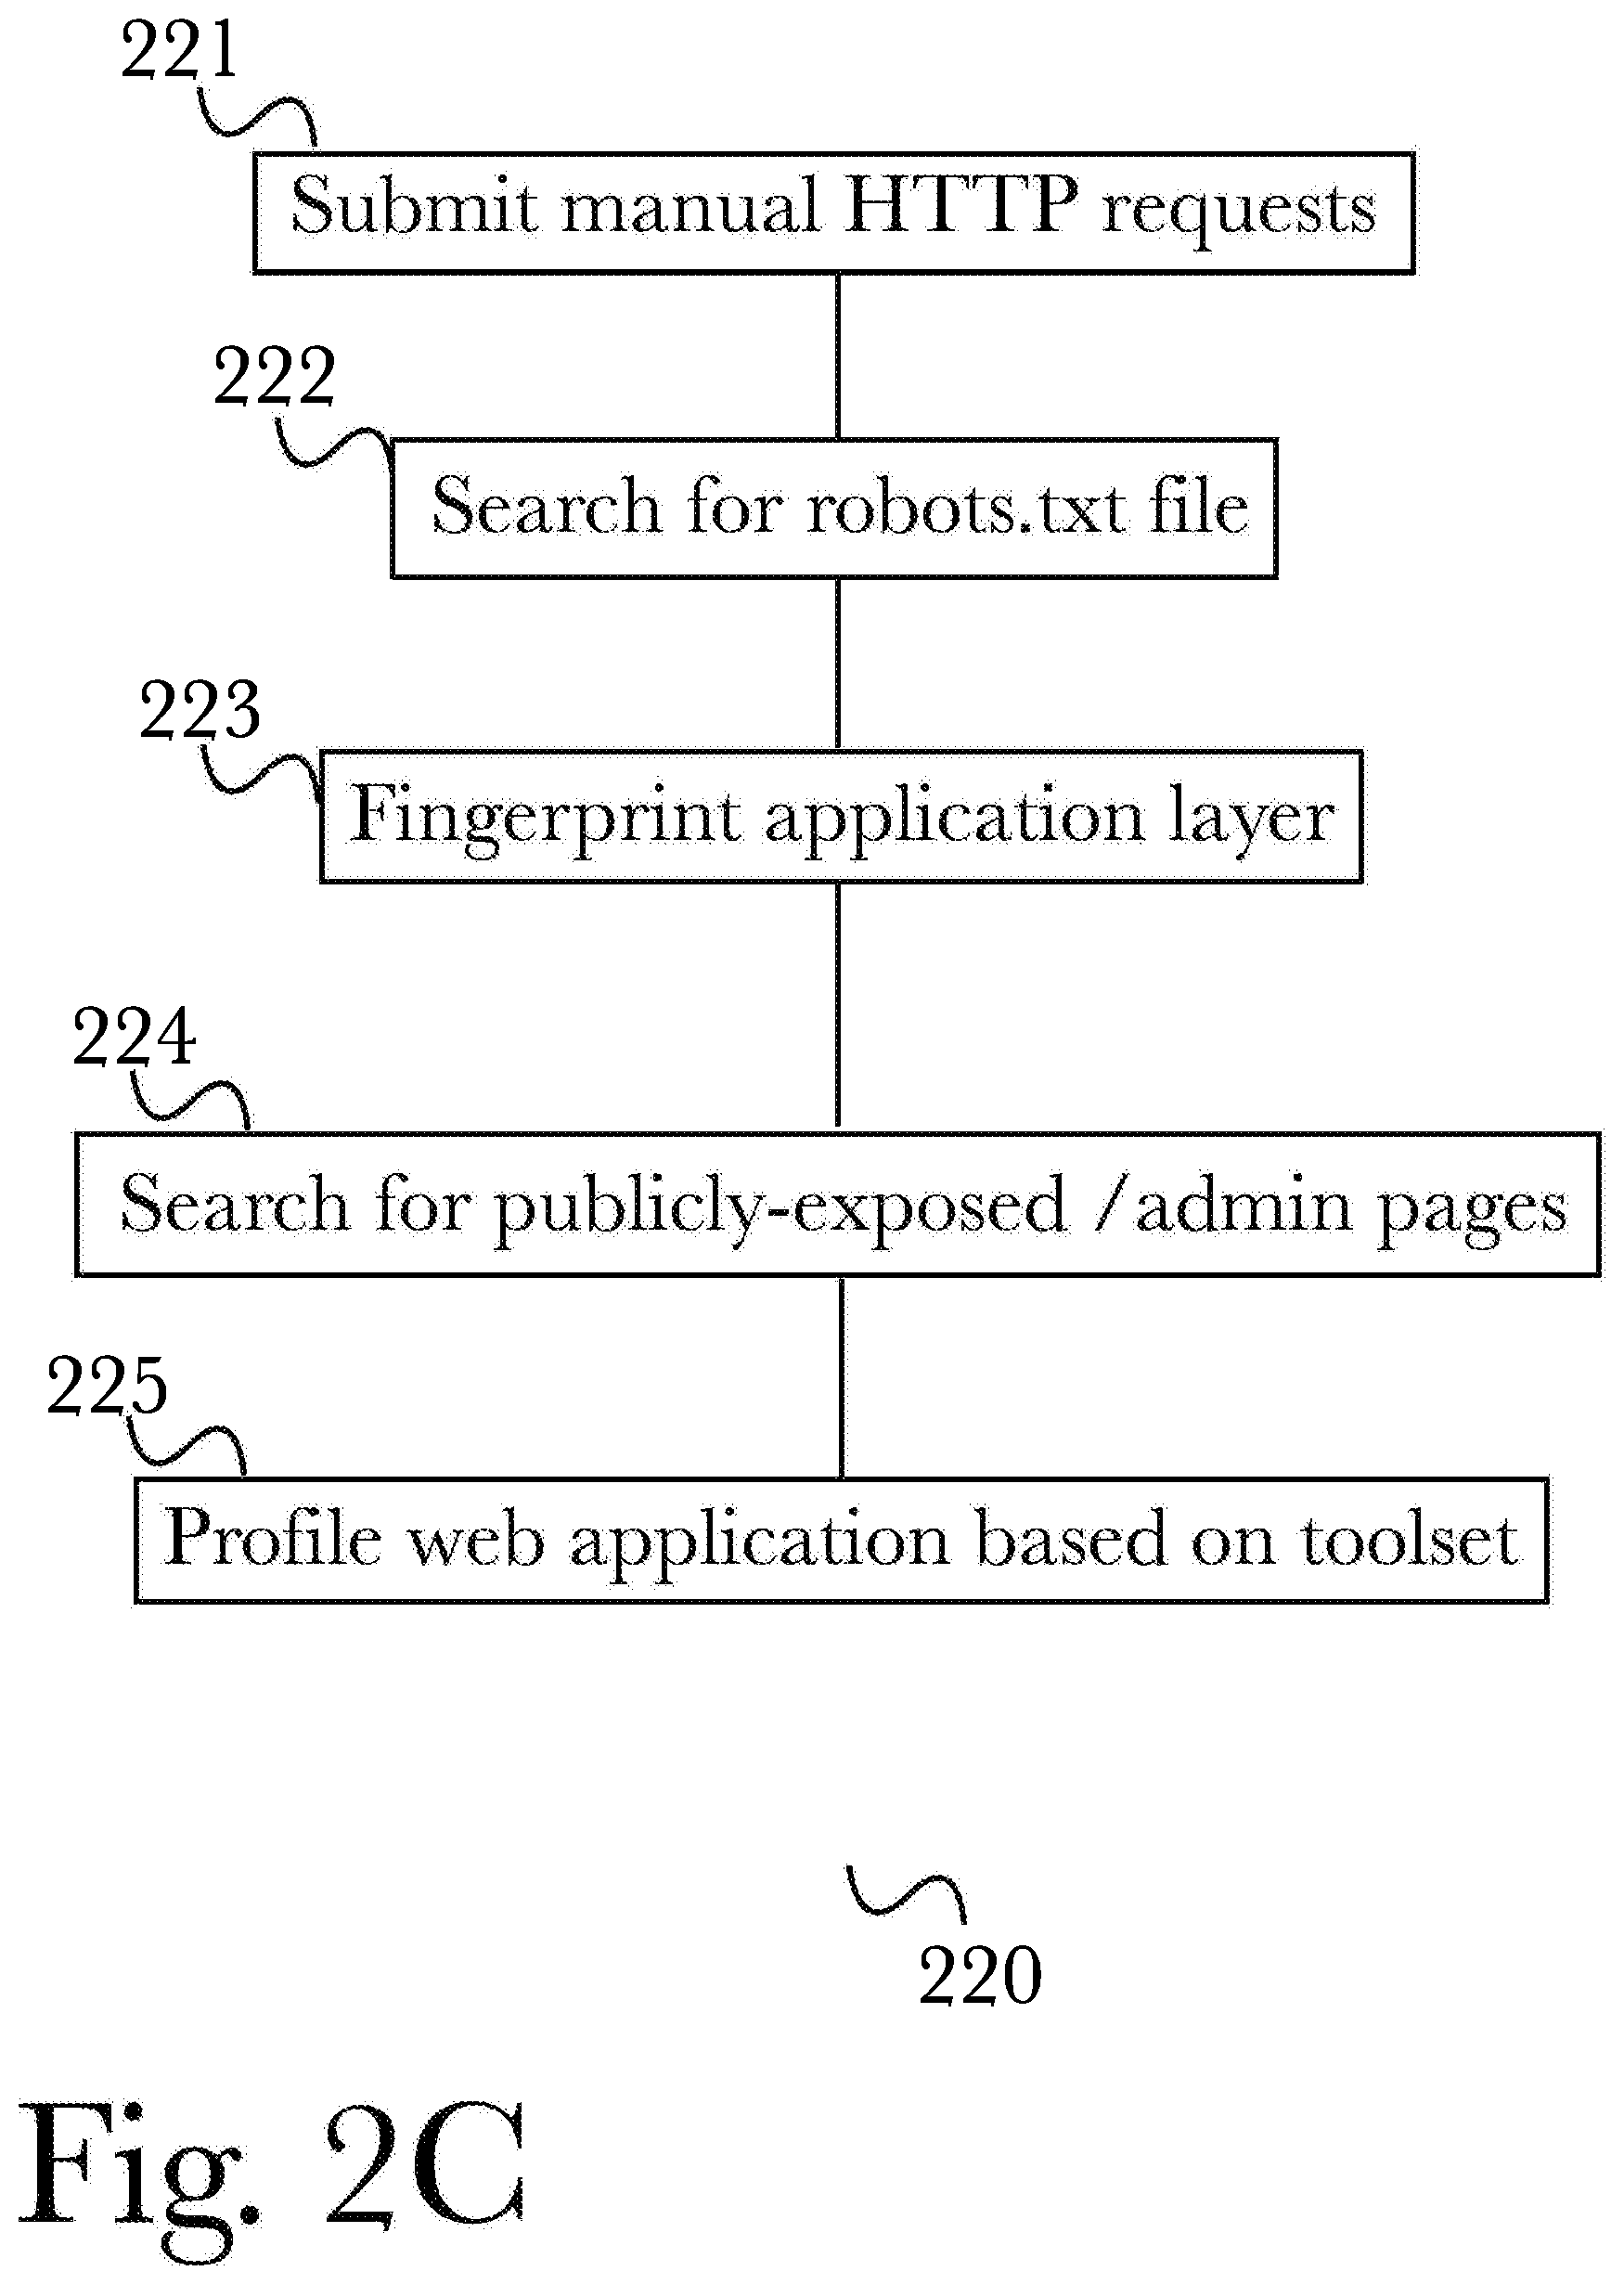 221
Submit manual HTTP requests
222
Search for robots.txt file
223
Fingerprint application layer
224
Search for publicly-exposed /admin pages
225
Profile web application based on toolset
220
Fig. 2C